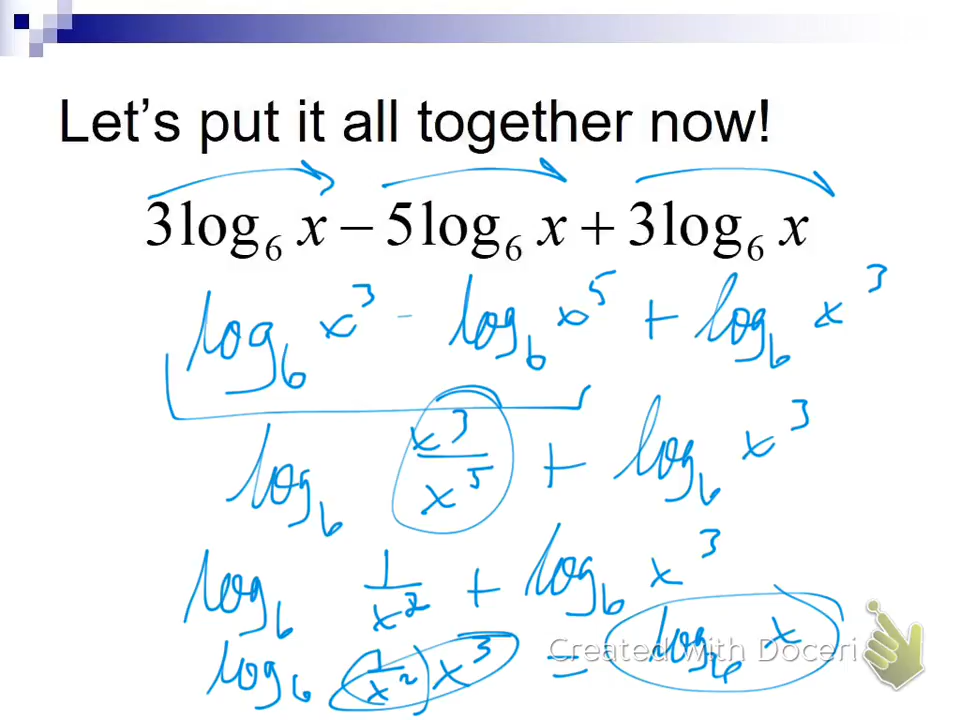 Let's put it all together now!
3log₆ x − 5log₆ x + 3log₆ x
log₆ x³ - log₆ x⁵ + log₆ x³
log₆ x³/x⁵ + log₆ x³
log₆ 1/x² + log₆ x³
log₆ (1/x²) x³ = log₆ x
Created with Doceri